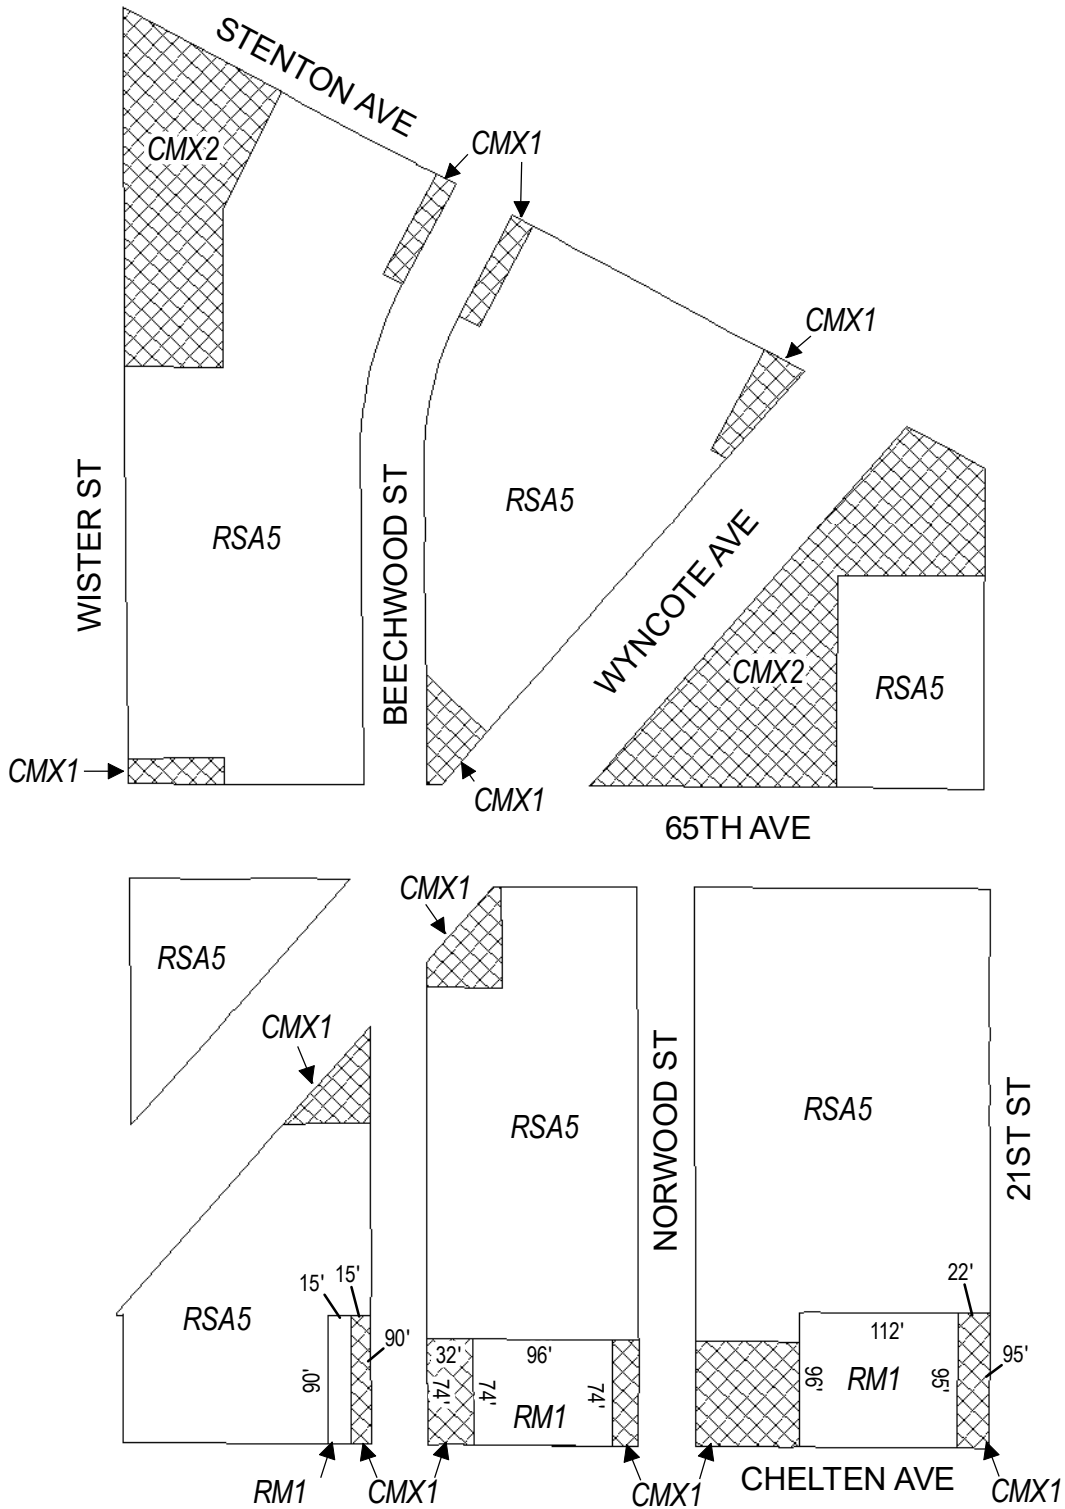 STENTON AVE
CMX1
CMX2
CMX1
WISTER ST
RSA5
BEECHWOOD ST
RSA5
WYNCOTE AVE
CMX2
RSA5
CMX1
CMX1
65TH AVE
CMX1
RSA5
CMX1
RSA5
NORWOOD ST
RSA5
21ST ST
15'
15'
22'
RSA5
90'
90'
32'
96'
74'
74'
74'
RM1
112'
96'
95'
95'
RM1
RM1
CMX1
CMX1
CHELTEN AVE
CMX1